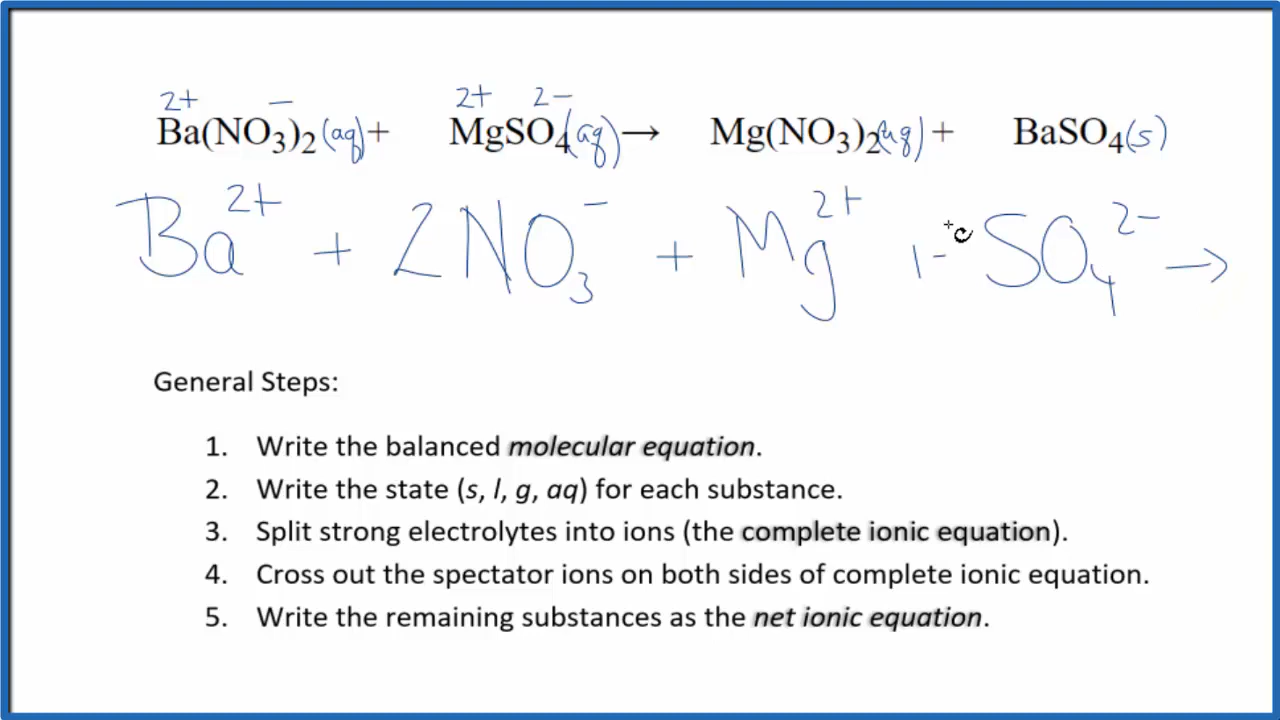 2+ − 2+ 2−
Ba(NO₃)₂(aq) + MgSO₄(aq) → Mg(NO₃)₂(aq) + BaSO₄(s)
Ba²⁺ + 2NO₃⁻ + Mg²⁺ + SO₄²⁻ →
General Steps:
1. Write the balanced molecular equation.
2. Write the state (s, l, g, aq) for each substance.
3. Split strong electrolytes into ions (the complete ionic equation).
4. Cross out the spectator ions on both sides of complete ionic equation.
5. Write the remaining substances as the net ionic equation.